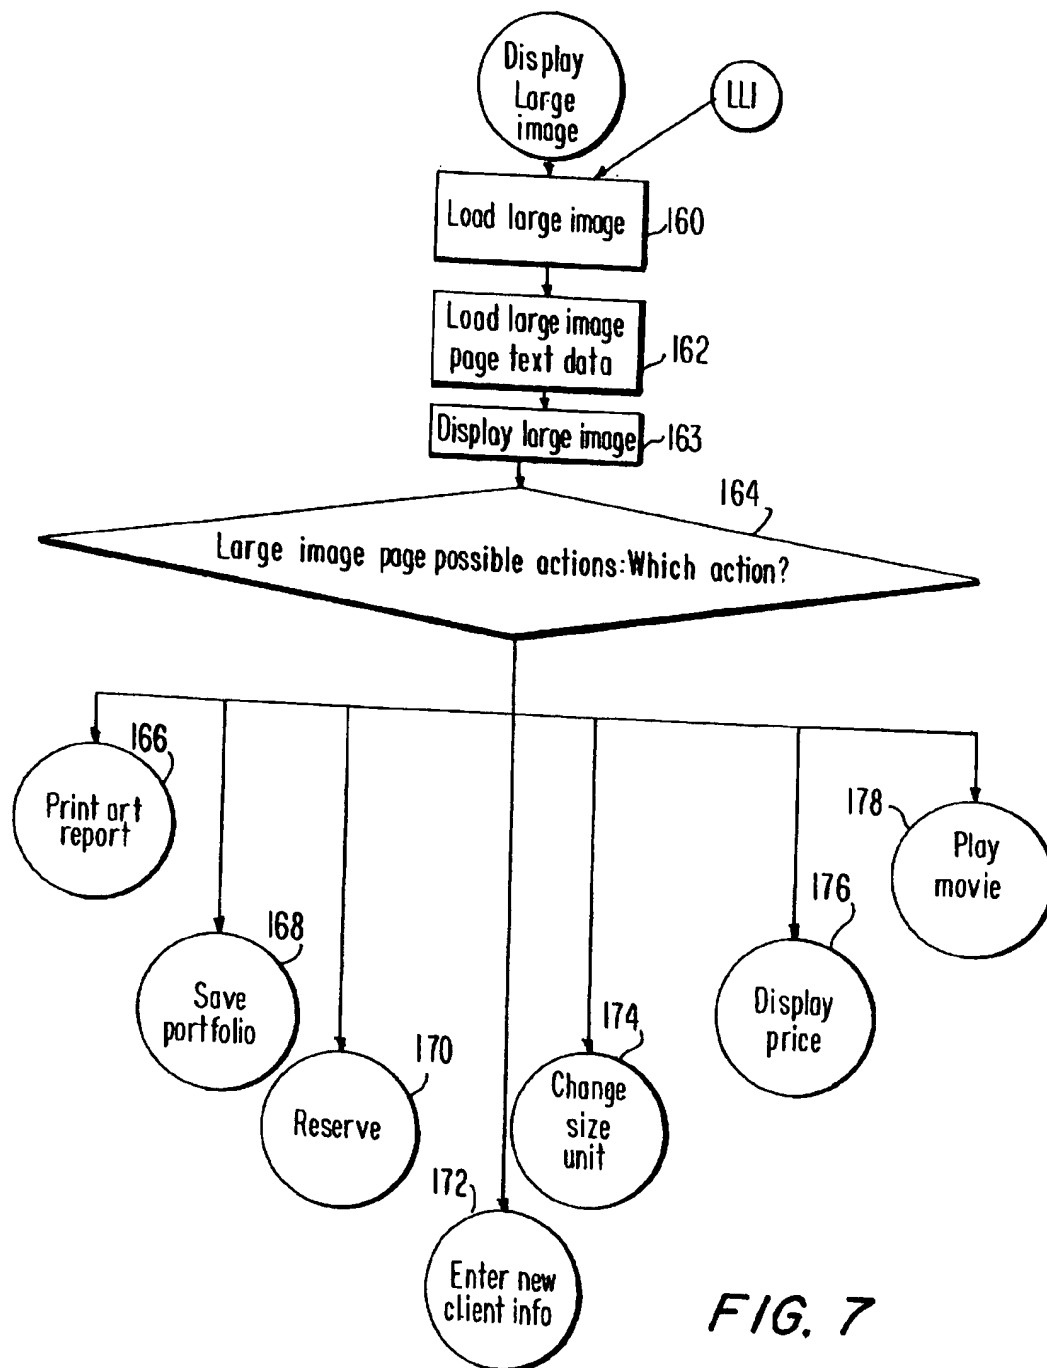 Display
Large
image
LLI
Load large image
160
Load large image
page text data
162
Display large image
163
164
Large image page possible actions: Which action?
166
Print art
report
168
Save
portfolio
170
Reserve
172
Enter new
client info
174
Change
size
unit
176
Display
price
178
Play
movie
FIG. 7